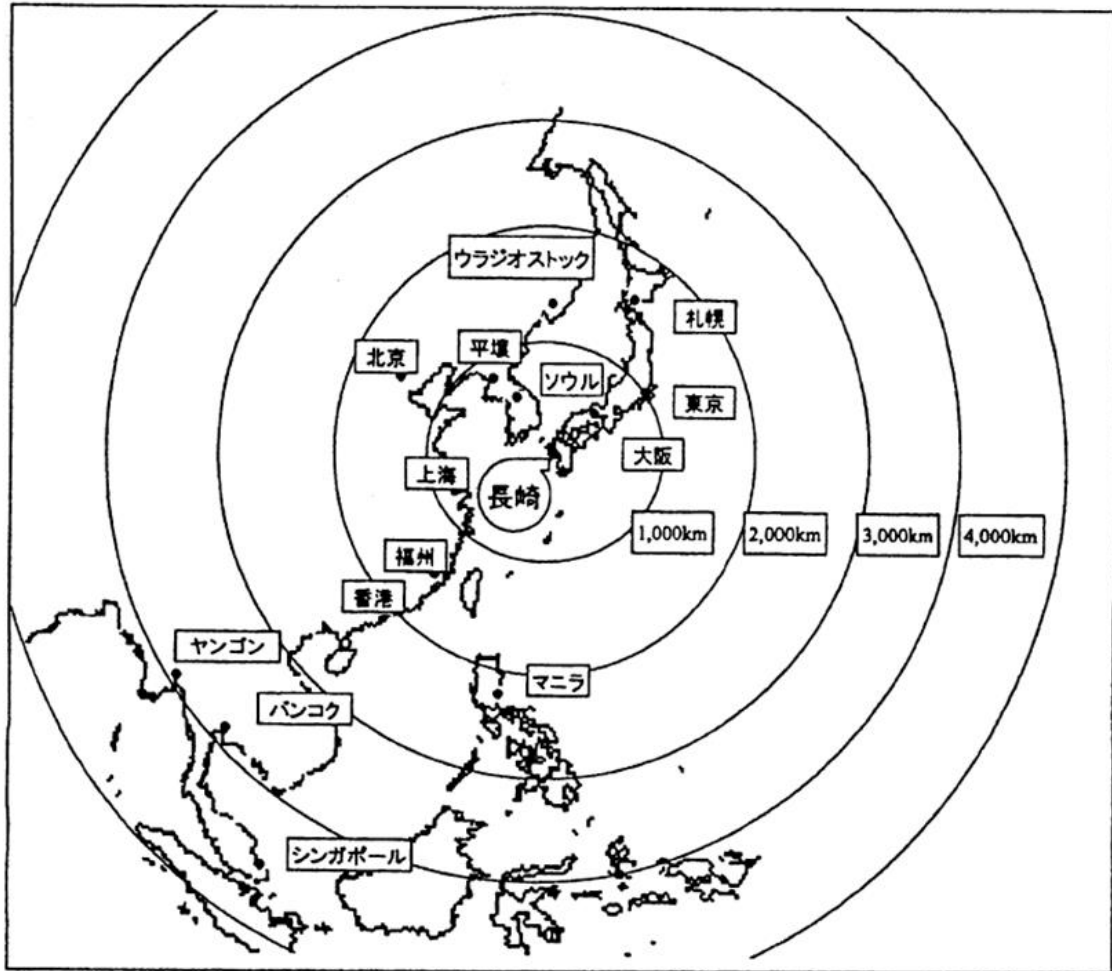 ウラジオストック
札幌
平壌
北京
ソウル
東京
大阪
上海
長崎
1,000km
2,000km
3,000km
4,000km
福州
香港
ヤンゴン
マニラ
バンコク
シンガポール